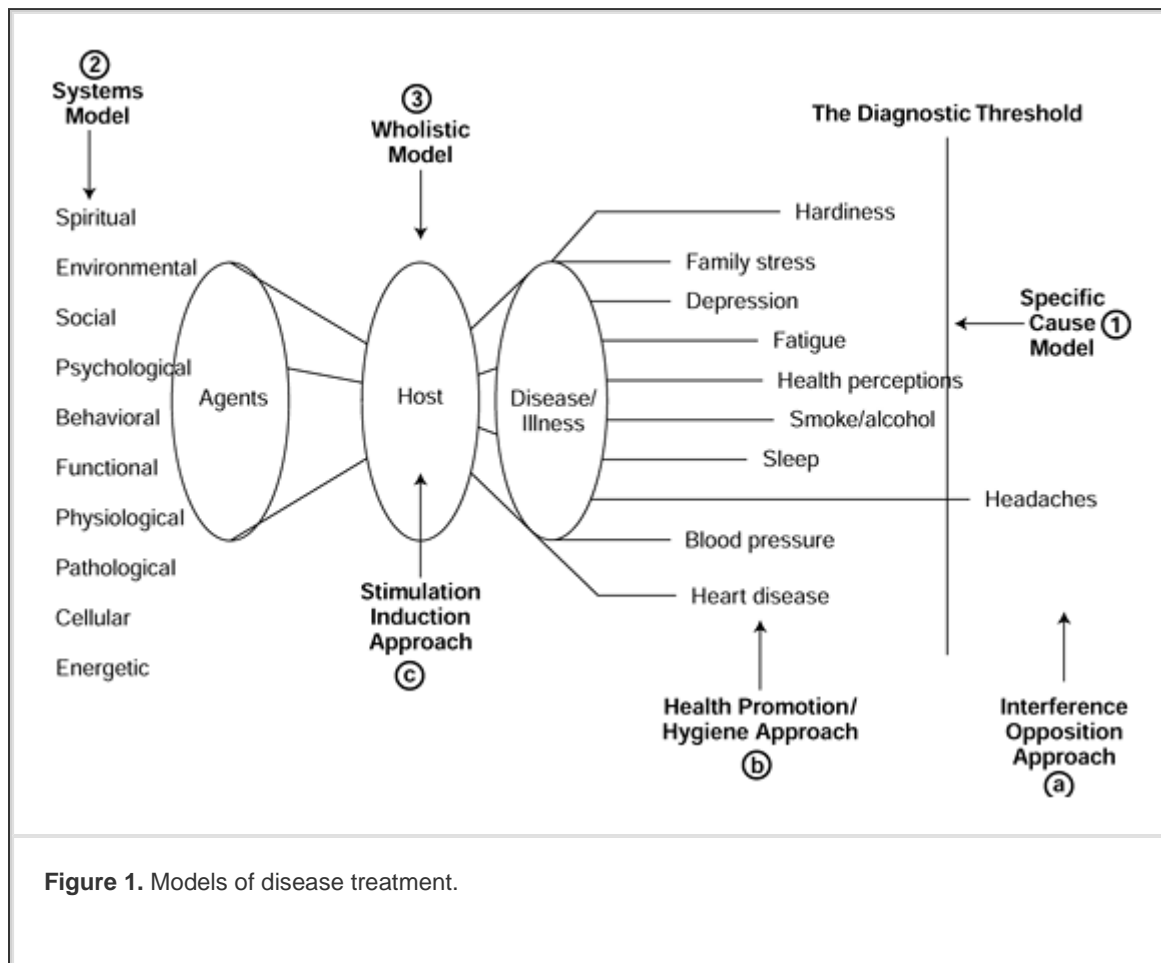 ②
Systems
Model
③
Wholistic
Model
The Diagnostic Threshold
Spiritual
Environmental
Social
Psychological
Behavioral
Functional
Physiological
Pathological
Cellular
Energetic
Agents
Host
Disease/
Illness
Hardiness
Family stress
Depression
Fatigue
Health perceptions
Smoke/alcohol
Sleep
Headaches
Blood pressure
Heart disease
Specific
Cause ①
Model
Stimulation
Induction
Approach
ⓒ
Health Promotion/
Hygiene Approach
ⓑ
Interference
Opposition
Approach
ⓐ
Figure 1. Models of disease treatment.